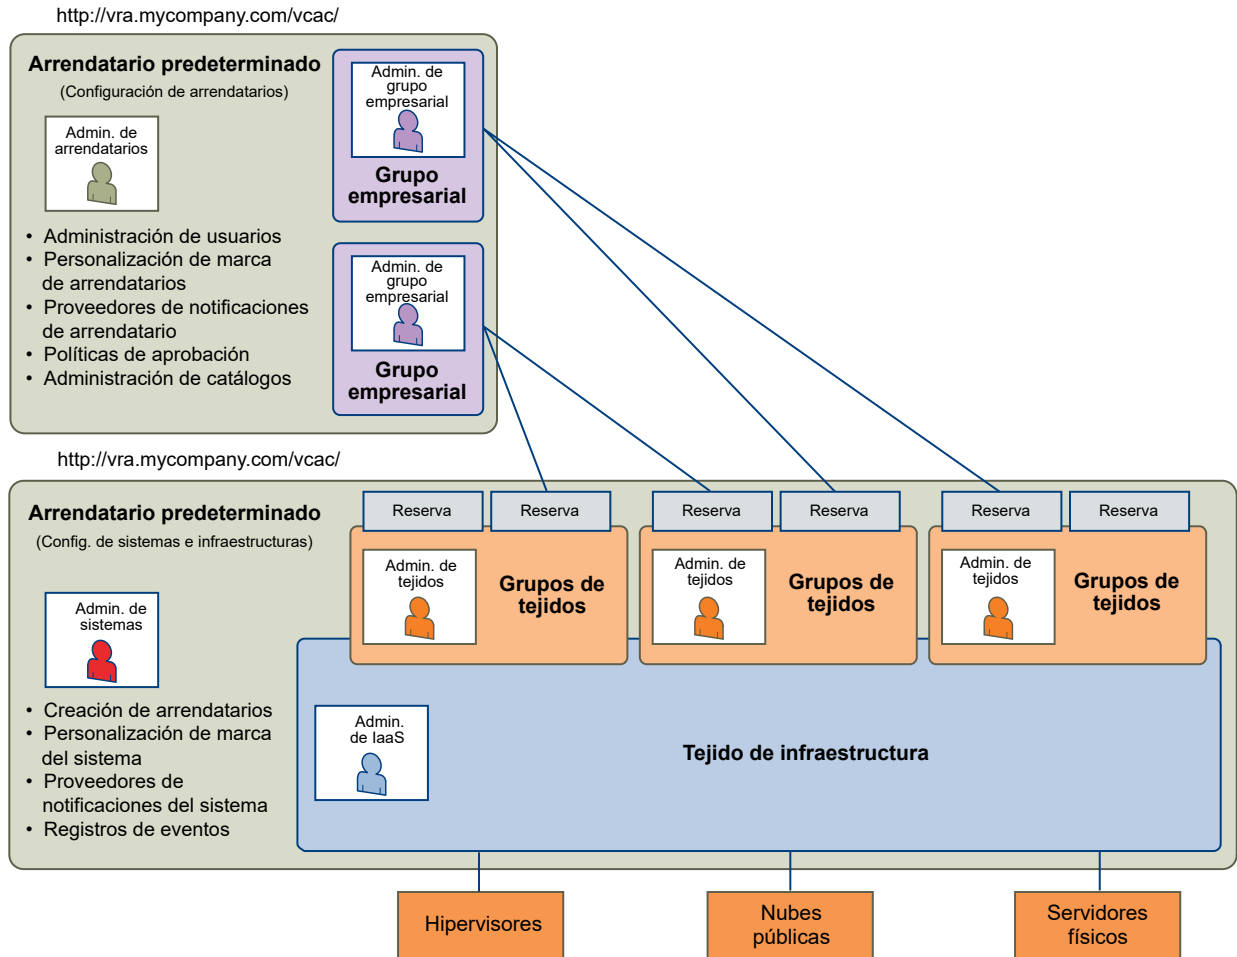 http://vra.mycompany.com/vcac/
Arrendatario predeterminado
(Configuración de arrendatarios)
Admin. de
arrendatarios
• Administración de usuarios
• Personalización de marca
de arrendatarios
• Proveedores de notificaciones
de arrendatario
• Políticas de aprobación
• Administración de catálogos
Admin. de
grupo
empresarial
Grupo
empresarial
Admin. de
grupo
empresarial
Grupo
empresarial
http://vra.mycompany.com/vcac/
Arrendatario predeterminado
(Config. de sistemas e infraestructuras)
Admin. de
sistemas
• Creación de arrendatarios
• Personalización de marca
del sistema
• Proveedores de
notificaciones del sistema
• Registros de eventos
Reserva
Reserva
Admin. de
tejidos
Grupos de
tejidos
Reserva
Reserva
Admin. de
tejidos
Grupos de
tejidos
Reserva
Reserva
Admin. de
tejidos
Grupos de
tejidos
Admin.
de IaaS
Tejido de infraestructura
Hipervisores
Nubes
públicas
Servidores
físicos